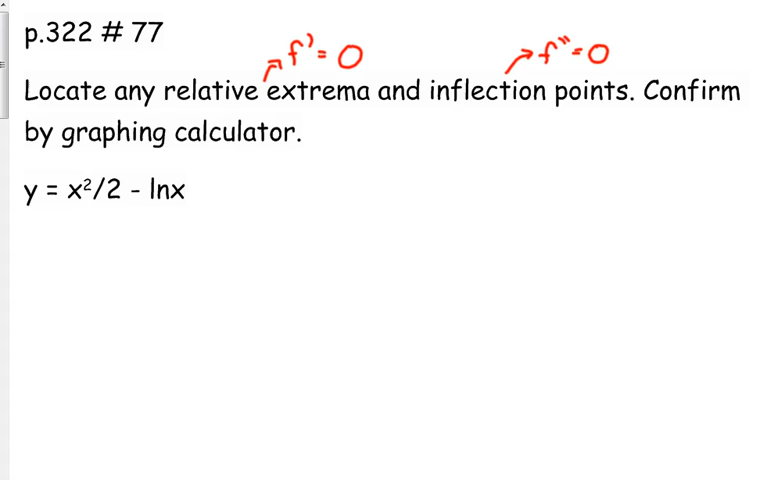 p.322 # 77
f' = 0 f" = 0
Locate any relative extrema and inflection points. Confirm
by graphing calculator.
y = x²/2 - lnx